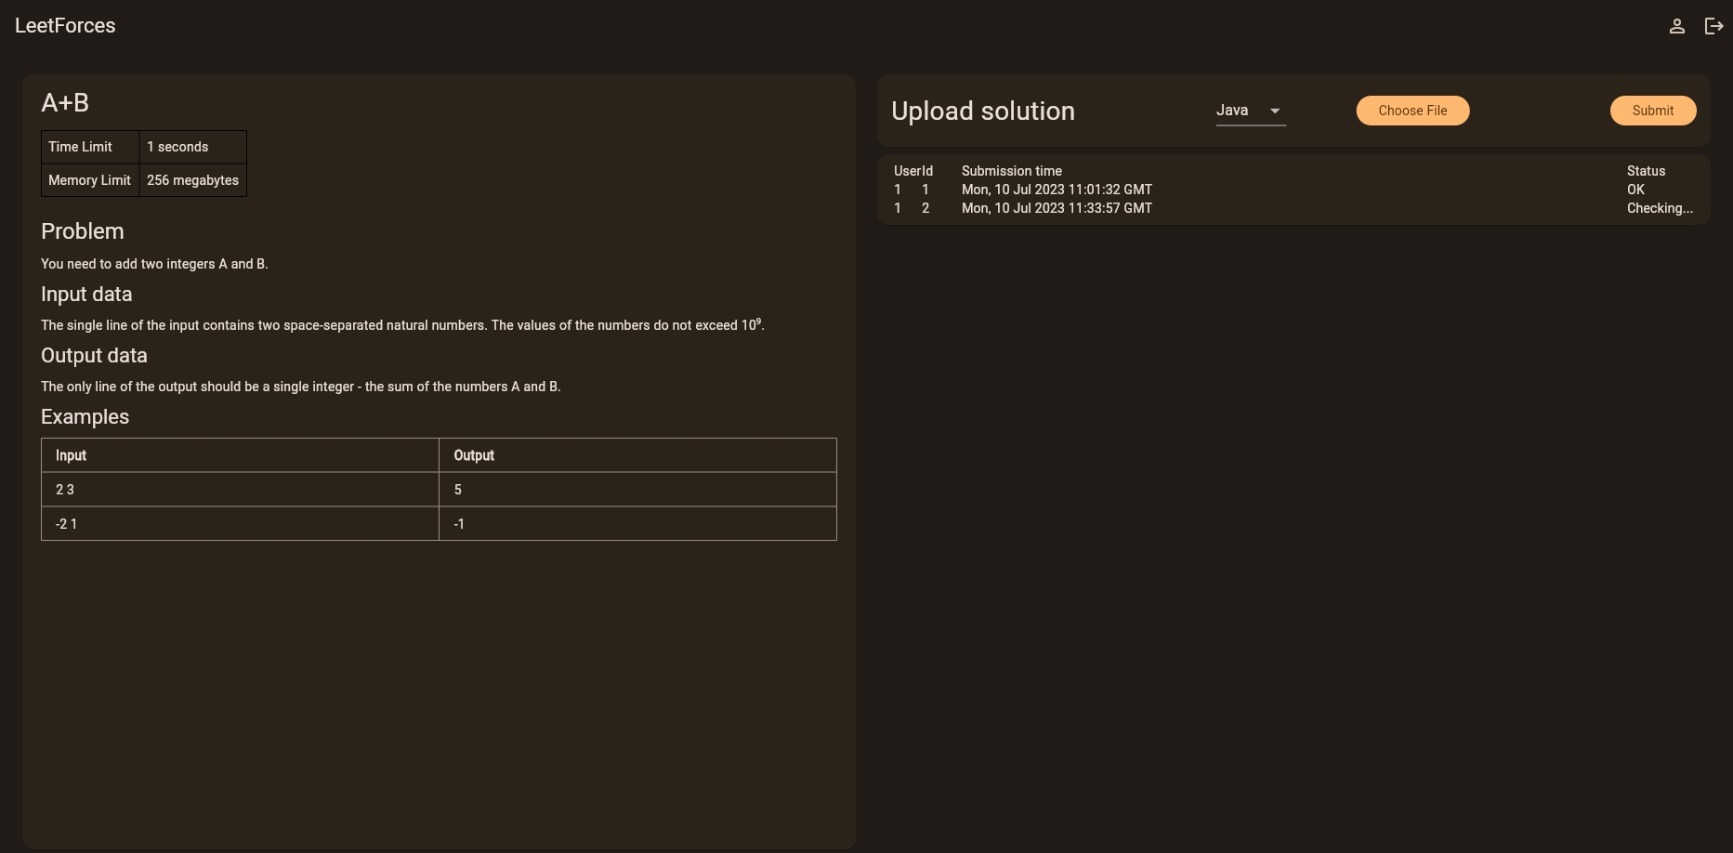 LeetForces
A+B
Time Limit 1 seconds
Memory Limit 256 megabytes
Problem
You need to add two integers A and B.
Input data
The single line of the input contains two space-separated natural numbers. The values of the numbers do not exceed 10⁹.
Output data
The only line of the output should be a single integer - the sum of the numbers A and B.
Examples
Input Output
2 3 5
-2 1 -1
Upload solution Java Choose File Submit
UserId Submission time Status
1 1 Mon, 10 Jul 2023 11:01:32 GMT OK
1 2 Mon, 10 Jul 2023 11:33:57 GMT Checking...